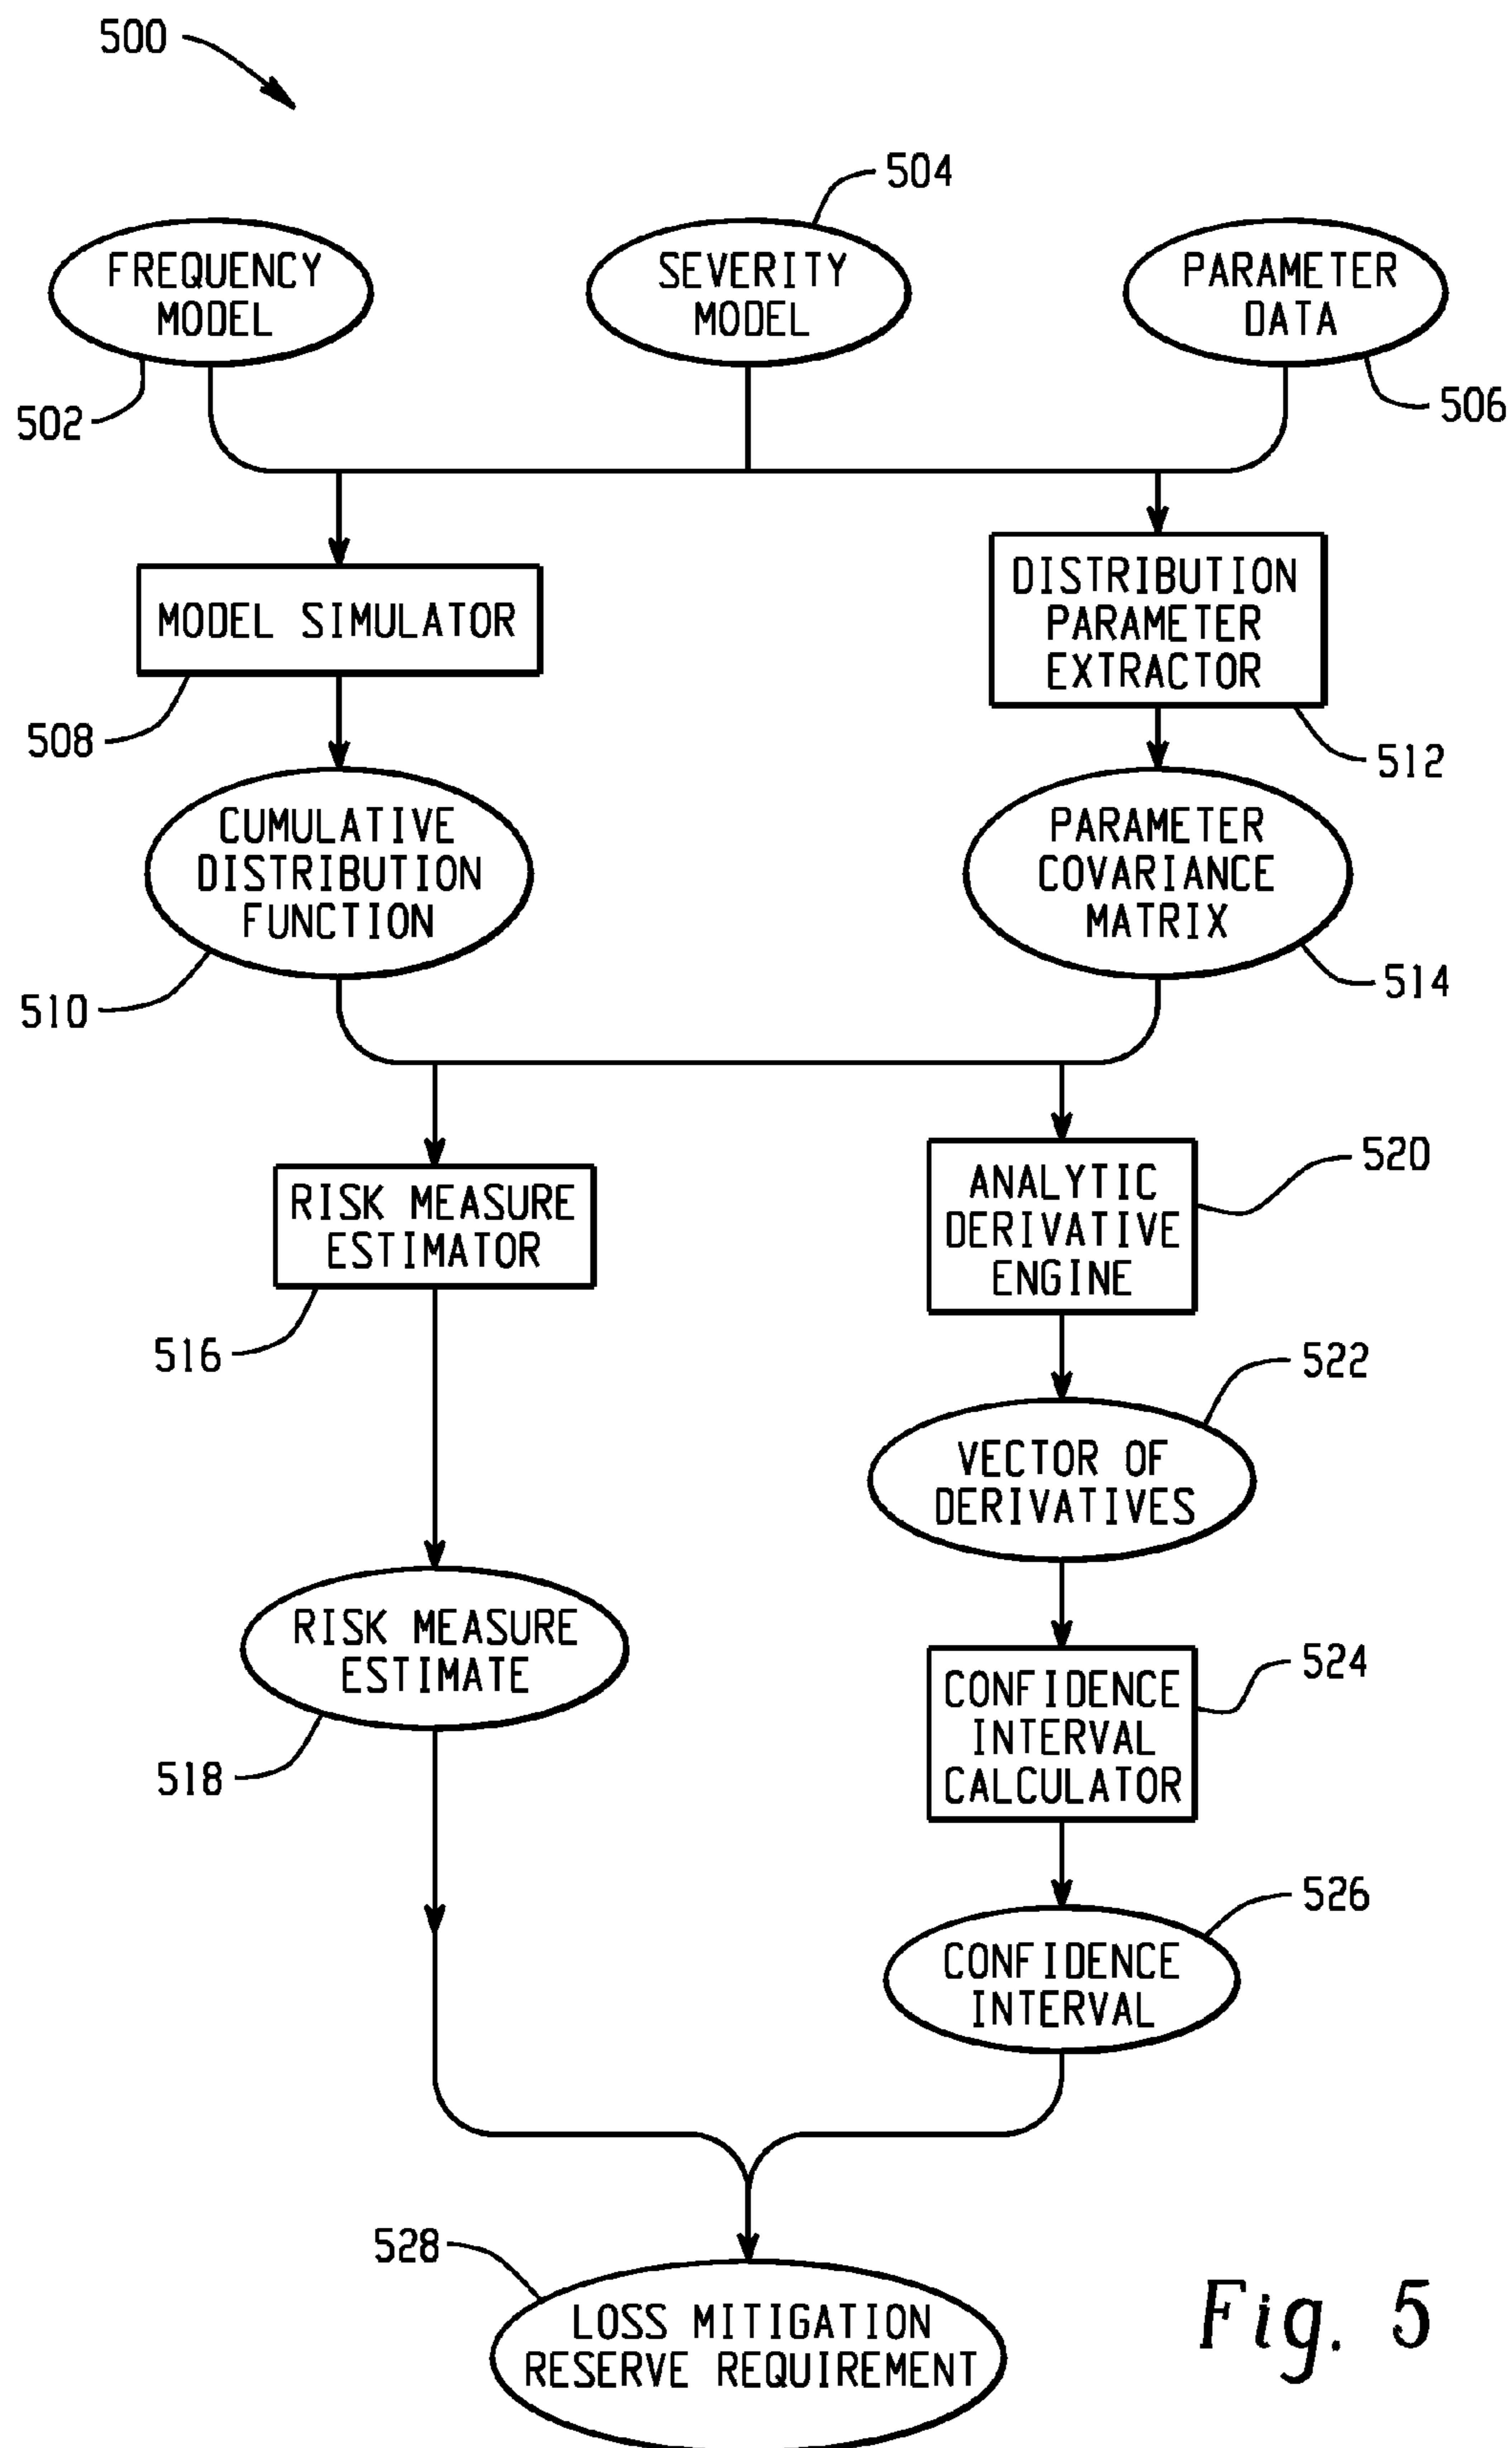 500
504
FREQUENCY
MODEL
SEVERITY
MODEL
PARAMETER
DATA
502
506
MODEL SIMULATOR
DISTRIBUTION
PARAMETER
EXTRACTOR
508
512
CUMULATIVE
DISTRIBUTION
FUNCTION
PARAMETER
COVARIANCE
MATRIX
510
514
RISK MEASURE
ESTIMATOR
ANALYTIC
DERIVATIVE
ENGINE
520
516
522
VECTOR OF
DERIVATIVES
RISK MEASURE
ESTIMATE
CONFIDENCE
INTERVAL
CALCULATOR
524
518
526
CONFIDENCE
INTERVAL
528
LOSS MITIGATION
RESERVE REQUIREMENT
Fig. 5